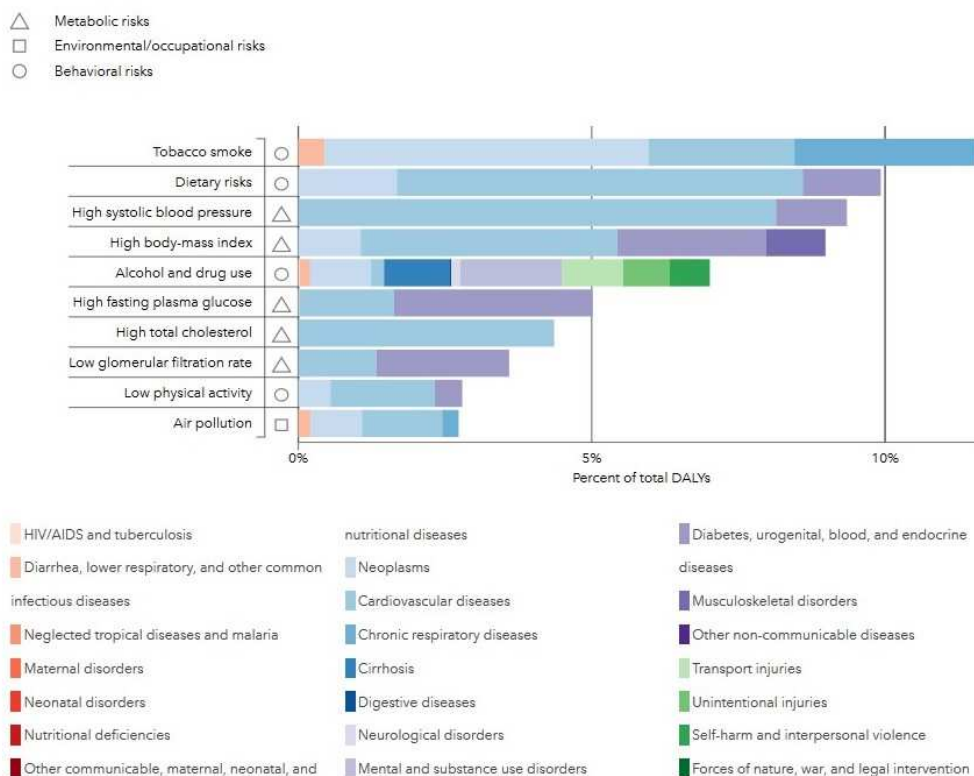 Metabolic risks
Environmental/occupational risks
Behavioral risks
Tobacco smoke
Dietary risks
High systolic blood pressure
High body-mass index
Alcohol and drug use
High fasting plasma glucose
High total cholesterol
Low glomerular filtration rate
Low physical activity
Air pollution
0%
5%
10%
Percent of total DALYs
HIV/AIDS and tuberculosis
Diarrhea, lower respiratory, and other common
infectious diseases
Neglected tropical diseases and malaria
Maternal disorders
Neonatal disorders
Nutritional deficiencies
Other communicable, maternal, neonatal, and
nutritional diseases
Neoplasms
Cardiovascular diseases
Chronic respiratory diseases
Cirrhosis
Digestive diseases
Neurological disorders
Mental and substance use disorders
Diabetes, urogenital, blood, and endocrine
diseases
Musculoskeletal disorders
Other non-communicable diseases
Transport injuries
Unintentional injuries
Self-harm and interpersonal violence
Forces of nature, war, and legal intervention